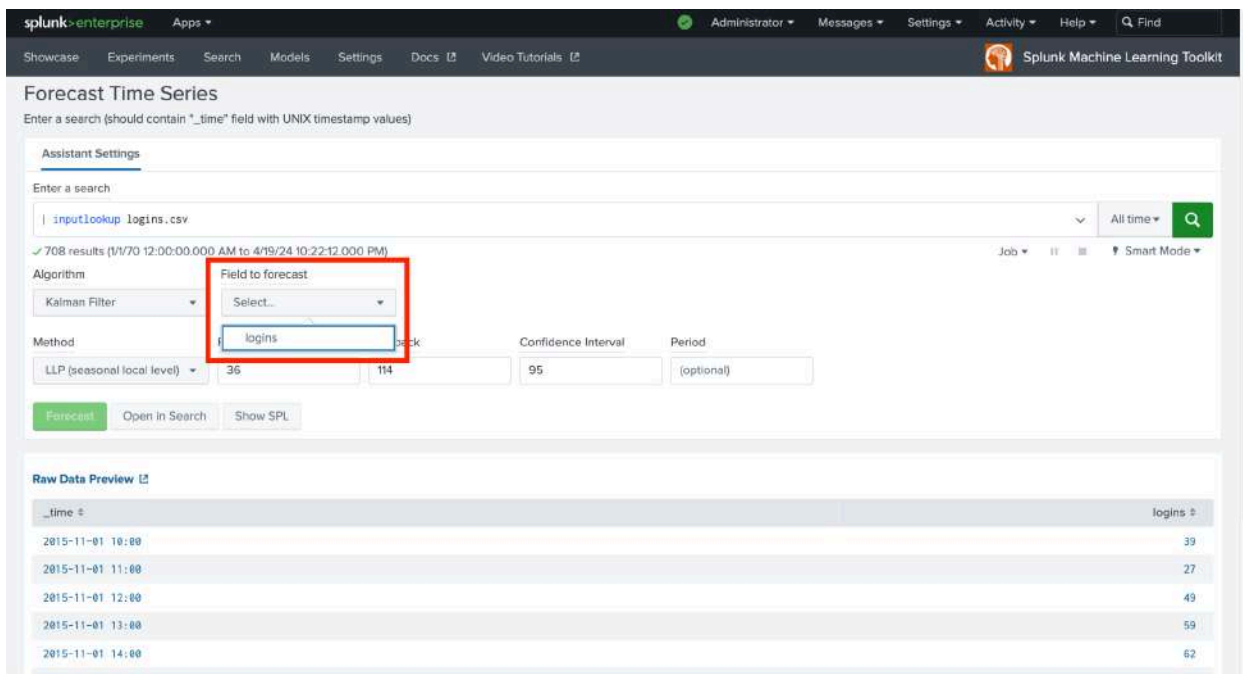 splunk>enterprise Apps Administrator Messages Settings Activity Help Find
Showcase Experiments Search Models Settings Docs Video Tutorials Splunk Machine Learning Toolkit
Forecast Time Series
Enter a search (should contain "_time" field with UNIX timestamp values)
Assistant Settings
Enter a search
| inputlookup logins.csv All time
708 results (1/1/70 12:00:00.000 AM to 4/19/24 10:22:12.000 PM) Job Smart Mode
Algorithm Field to forecast
Kalman Filter Select...
logins
Method Confidence Interval Period
LLP (seasonal local level) 36 114 95 (optional)
Forecast Open in Search Show SPL
Raw Data Preview
_time logins
2015-11-01 10:00 39
2015-11-01 11:00 27
2015-11-01 12:00 49
2015-11-01 13:00 59
2015-11-01 14:00 62